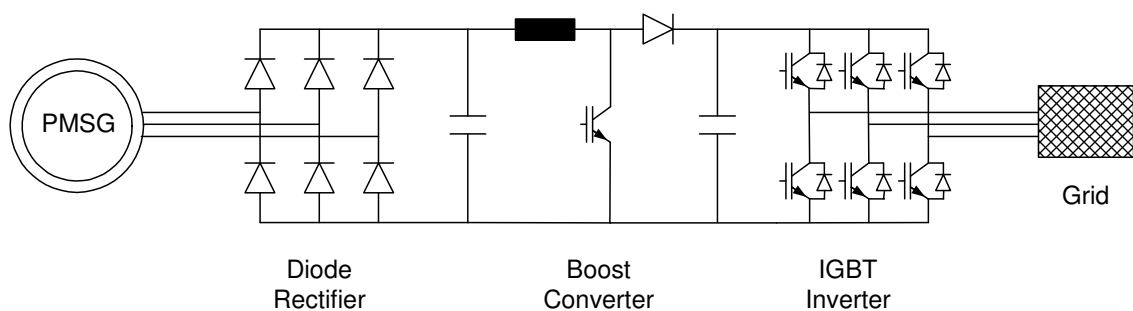 PMSG
Grid
Diode
Rectifier
Boost
Converter
IGBT
Inverter